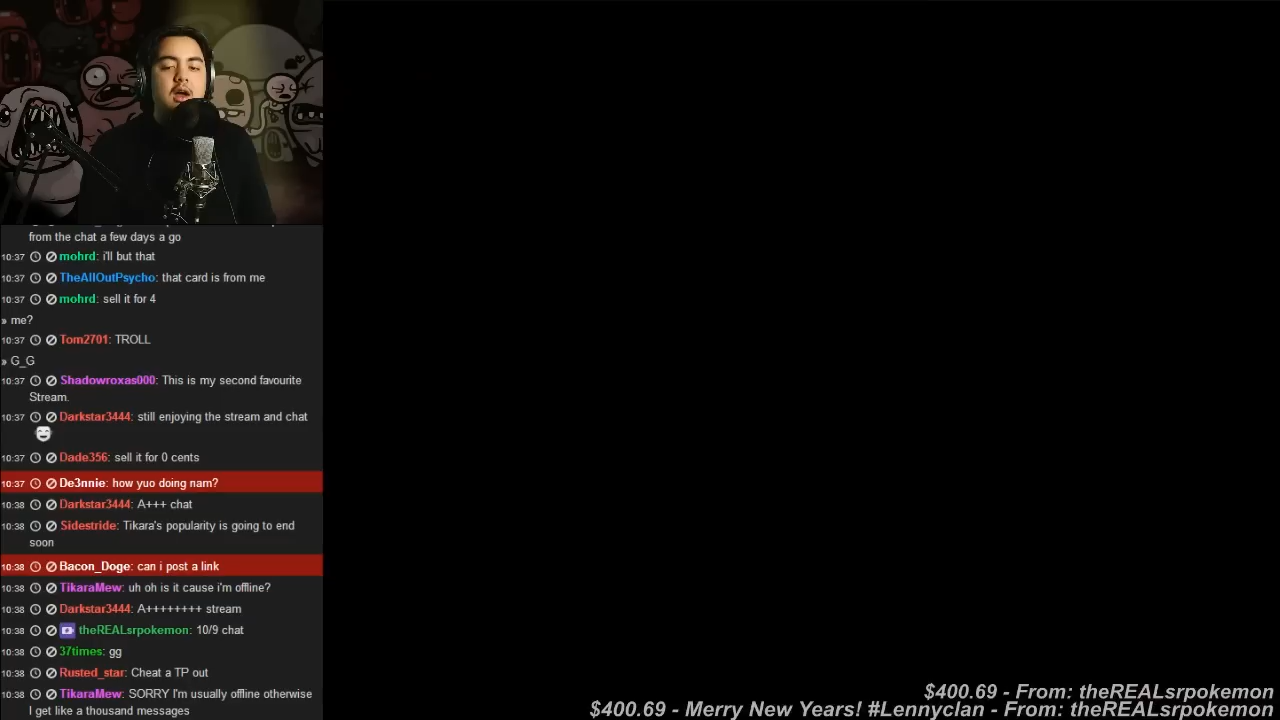 from the chat a few days a go
10:37 mohrd: i'll but that
10:37 TheAllOutPsycho: that card is from me
10:37 mohrd: sell it for 4
» me?
10:37 Tom2701: TROLL
» G_G
10:37 Shadowroxas000: This is my second favourite
Stream.
10:37 Darkstar3444: still enjoying the stream and chat
10:37 Dade356: sell it for 0 cents
10:37 De3nnie: how yuo doing nam?
10:38 Darkstar3444: A+++ chat
10:38 Sidestride: Tikara's popularity is going to end
soon
10:38 Bacon_Doge: can i post a link
10:38 TikaraMew: uh oh is it cause i'm offline?
10:38 Darkstar3444: A++++++++ stream
10:38 theREALsrpokemon: 10/9 chat
10:38 37times: gg
10:38 Rusted_star: Cheat a TP out
10:38 TikaraMew: SORRY I'm usually offline otherwise
I get like a thousand messages
$400.69 - From: theREALsrpokemon
$400.69 - Merry New Years! #Lennyclan - From: theREALsrpokemon